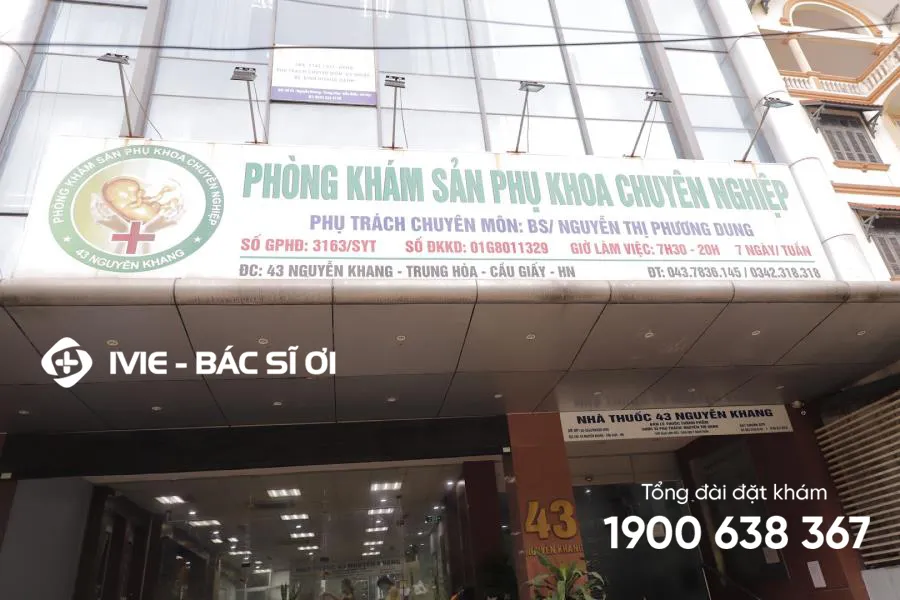 PHÒNG KHÁM SẢN PHỤ KHOA CHUYÊN NGHIỆP
43 NGUYỄN KHANG
PHÒNG KHÁM SẢN PHỤ KHOA CHUYÊN NGHIỆP
PHỤ TRÁCH CHUYÊN MÔN: BS/ NGUYỄN THỊ PHƯƠNG DUNG
SỐ GPHĐ: 3163/SYT SỐ ĐKKD: 01G8011329 GIỜ LÀM VIỆC: 7H30 - 20H 7 NGÀY/ TUẦN
ĐC: 43 NGUYỄN KHANG - TRUNG HÒA - CẦU GIẤY - HN ĐT: 043.7836.145 / 0342.318.318
IVIE - BÁC SĨ ƠI
NHÀ THUỐC 43 NGUYỄN KHANG
43
NGUYỄN KHANG
Tổng đài đặt khám
1900 638 367